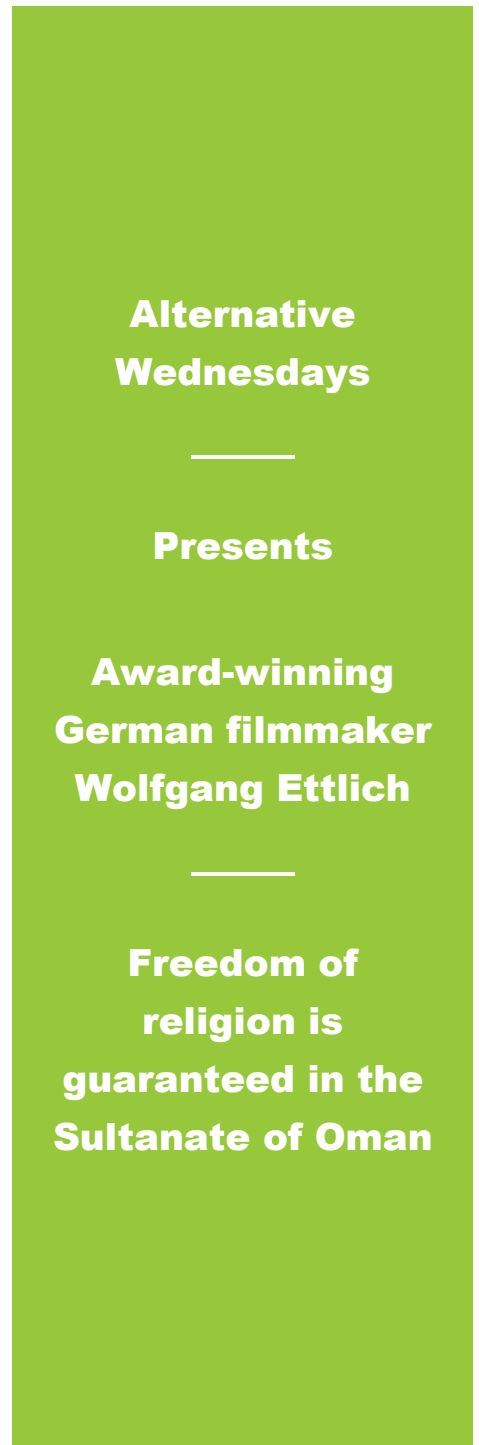 Alternative
Wednesdays
Presents
Award-winning
German filmmaker
Wolfgang Ettlich
Freedom of
religion is
guaranteed in the
Sultanate of Oman